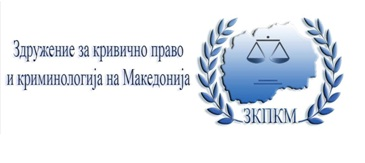 Здружение за кривично право
и криминологија на Македонија
ЗКПКМ